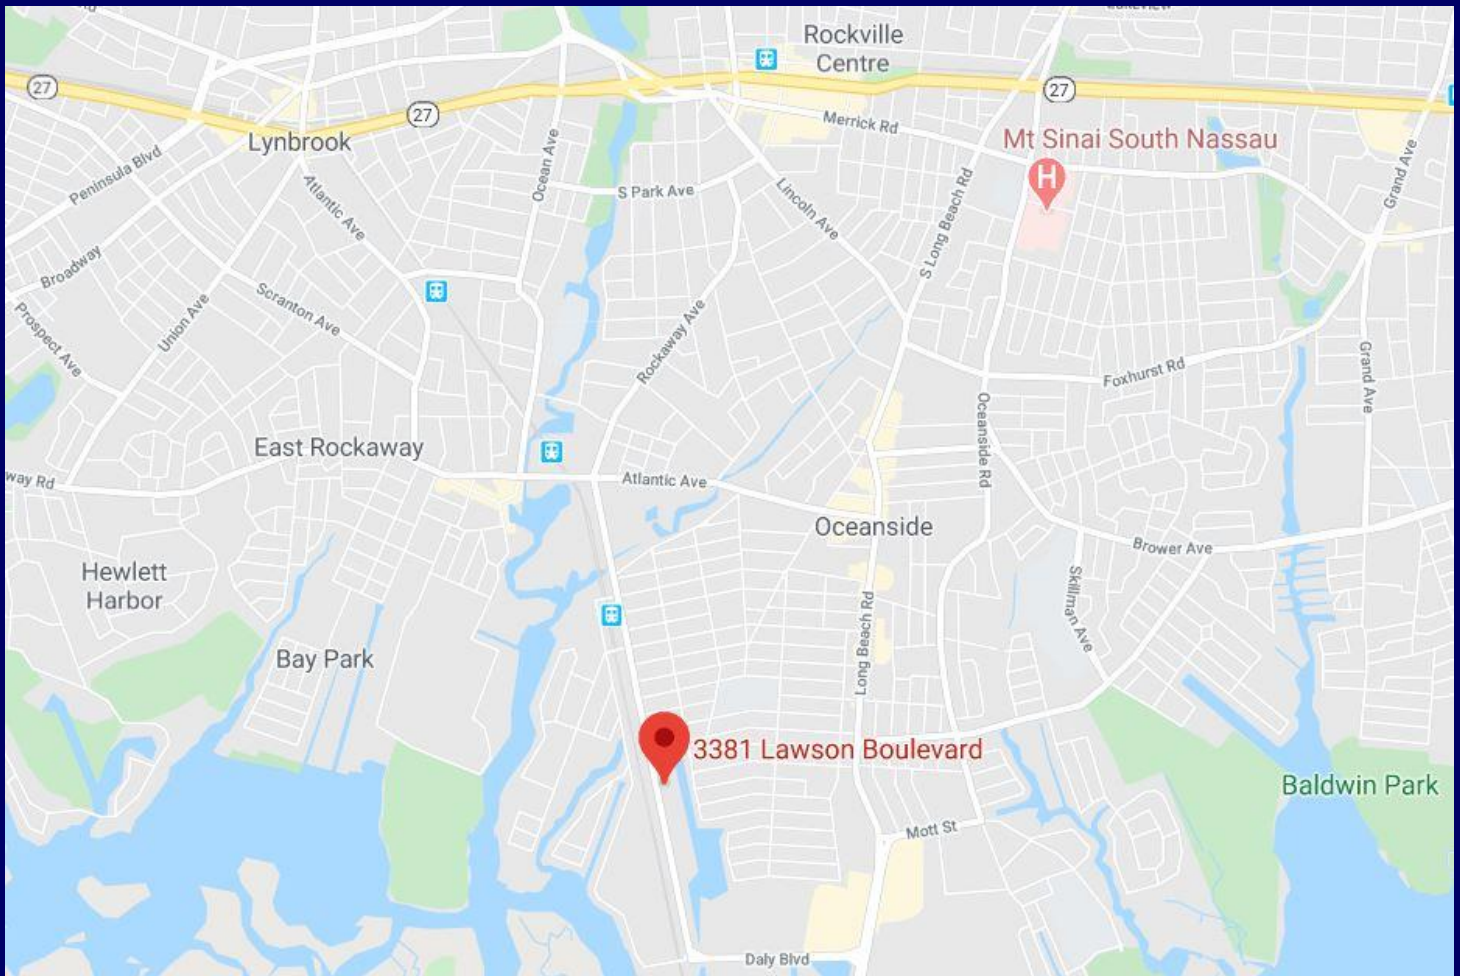 Rockville
Centre
27
27
27
Merrick Rd
Lynbrook
Mt Sinai South Nassau
H
Peninsula Blvd
Ocean Ave
Grand Ave
Atlantic Ave
S Park Ave
Lincoln Ave
S Long Beach Rd
Broadway
Scranton Ave
Union Ave
Prospect Ave
Rockaway Ave
Foxhurst Rd
Grand Ave
Oceanside Rd
East Rockaway
way Rd
Atlantic Ave
Oceanside
Brower Ave
Hewlett
Harbor
Skillman Ave
Long Beach Rd
Bay Park
3381 Lawson Boulevard
Baldwin Park
Mott St
Daly Blvd